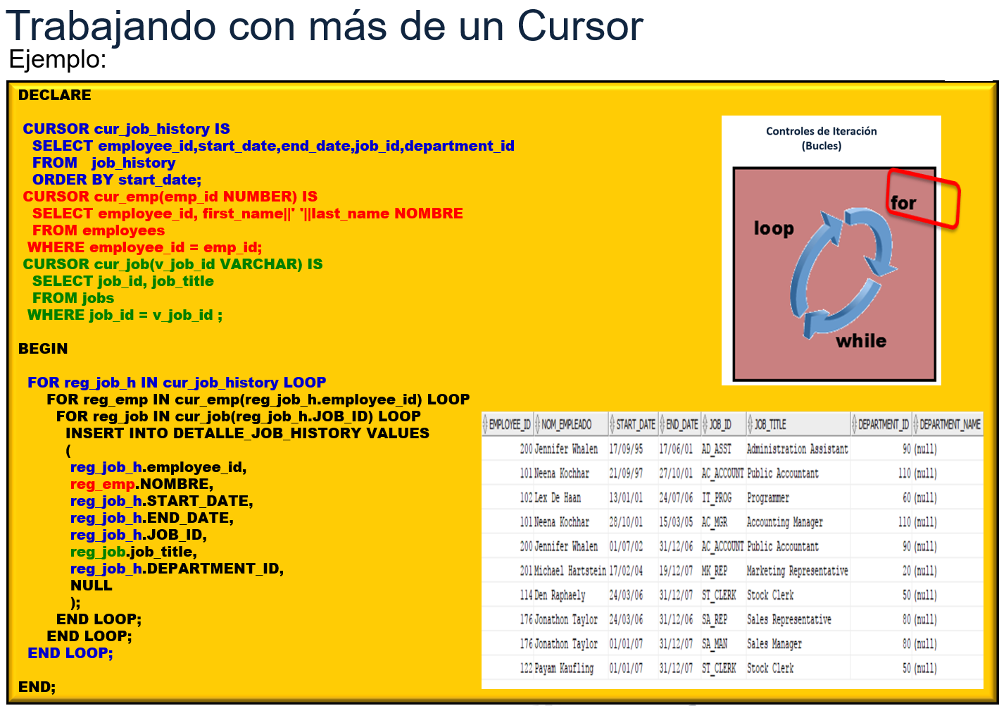 Trabajando con más de un Cursor
Ejemplo:
DECLARE
CURSOR cur_job_history IS
SELECT employee_id,start_date,end_date,job_id,department_id
FROM job_history
ORDER BY start_date;
CURSOR cur_emp(emp_id NUMBER) IS
SELECT employee_id, first_name||' '||last_name NOMBRE
FROM employees
WHERE employee_id = emp_id;
CURSOR cur_job(v_job_id VARCHAR) IS
SELECT job_id, job_title
FROM jobs
WHERE job_id = v_job_id ;
BEGIN
FOR reg_job_h IN cur_job_history LOOP
FOR reg_emp IN cur_emp(reg_job_h.employee_id) LOOP
FOR reg_job IN cur_job(reg_job_h.JOB_ID) LOOP
INSERT INTO DETALLE_JOB_HISTORY VALUES
(
reg_job_h.employee_id,
reg_emp.NOMBRE,
reg_job_h.START_DATE,
reg_job_h.END_DATE,
reg_job_h.JOB_ID,
reg_job.job_title,
reg_job_h.DEPARTMENT_ID,
NULL
);
END LOOP;
END LOOP;
END LOOP;
END;
Controles de Iteración
(Bucles)
for
loop
while
EMPLOYEE_ID NOM_EMPLEADO START_DATE END_DATE JOB_ID JOB_TITLE DEPARTMENT_ID DEPARTMENT_NAME
200 Jennifer Whalen 17/09/95 17/06/01 AD_ASST Administration Assistant 90 (null)
101 Neena Kochhar 21/09/97 27/10/01 AC_ACCOUNT Public Accountant 110 (null)
102 Lex De Haan 13/01/01 24/07/06 IT_PROG Programmer 60 (null)
101 Neena Kochhar 28/10/01 15/03/05 AC_MGR Accounting Manager 110 (null)
200 Jennifer Whalen 01/07/02 31/12/06 AC_ACCOUNT Public Accountant 90 (null)
201 Michael Hartstein 17/02/04 19/12/07 MK_REP Marketing Representative 20 (null)
114 Den Raphaely 24/03/06 31/12/07 ST_CLERK Stock Clerk 50 (null)
176 Jonathon Taylor 24/03/06 31/12/06 SA_REP Sales Representative 80 (null)
176 Jonathon Taylor 01/01/07 31/12/07 SA_MAN Sales Manager 80 (null)
122 Payam Kaufling 01/01/07 31/12/07 ST_CLERK Stock Clerk 50 (null)